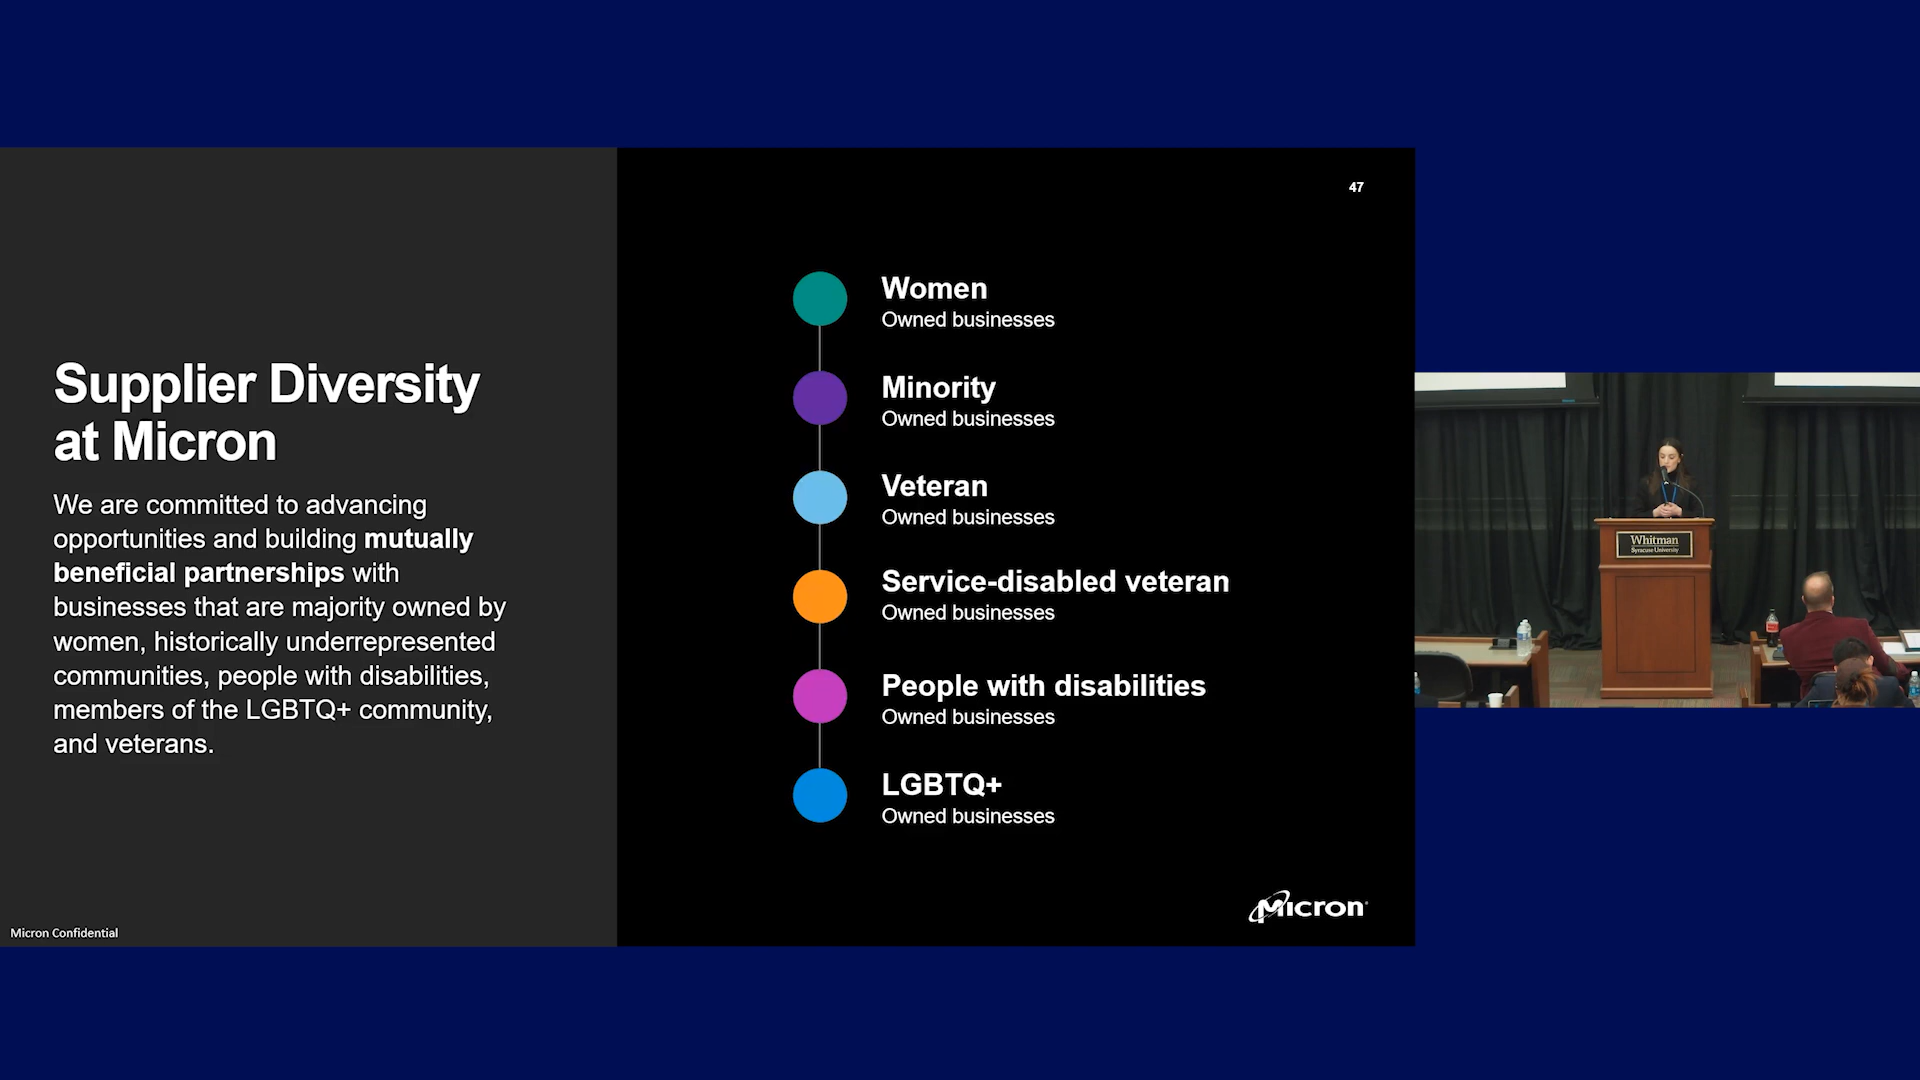 47
Supplier Diversity
at Micron
We are committed to advancing
opportunities and building mutually
beneficial partnerships with
businesses that are majority owned by
women, historically underrepresented
communities, people with disabilities,
members of the LGBTQ+ community,
and veterans.
Micron Confidential
Women
Owned businesses
Minority
Owned businesses
Veteran
Owned businesses
Service-disabled veteran
Owned businesses
People with disabilities
Owned businesses
LGBTQ+
Owned businesses
Micron
Whitman
Syracuse University